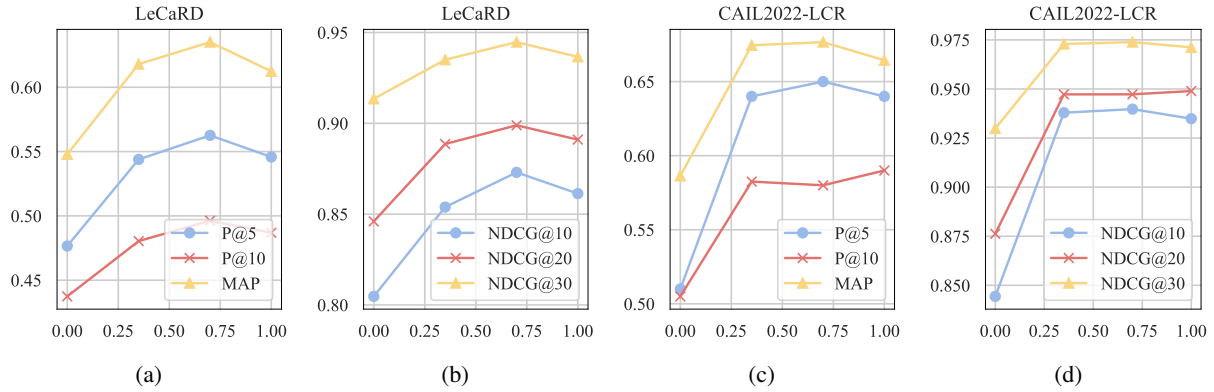 LeCaRD
0.60
0.55
0.50
0.45
P@5
P@10
MAP
0.00 0.25 0.50 0.75 1.00
(a)
LeCaRD
0.95
0.90
0.85
0.80
NDCG@10
NDCG@20
NDCG@30
0.00 0.25 0.50 0.75 1.00
(b)
CAIL2022-LCR
0.65
0.60
0.55
0.50
P@5
P@10
MAP
0.00 0.25 0.50 0.75 1.00
(c)
CAIL2022-LCR
0.975
0.950
0.925
0.900
0.875
0.850
NDCG@10
NDCG@20
NDCG@30
0.00 0.25 0.50 0.75 1.00
(d)